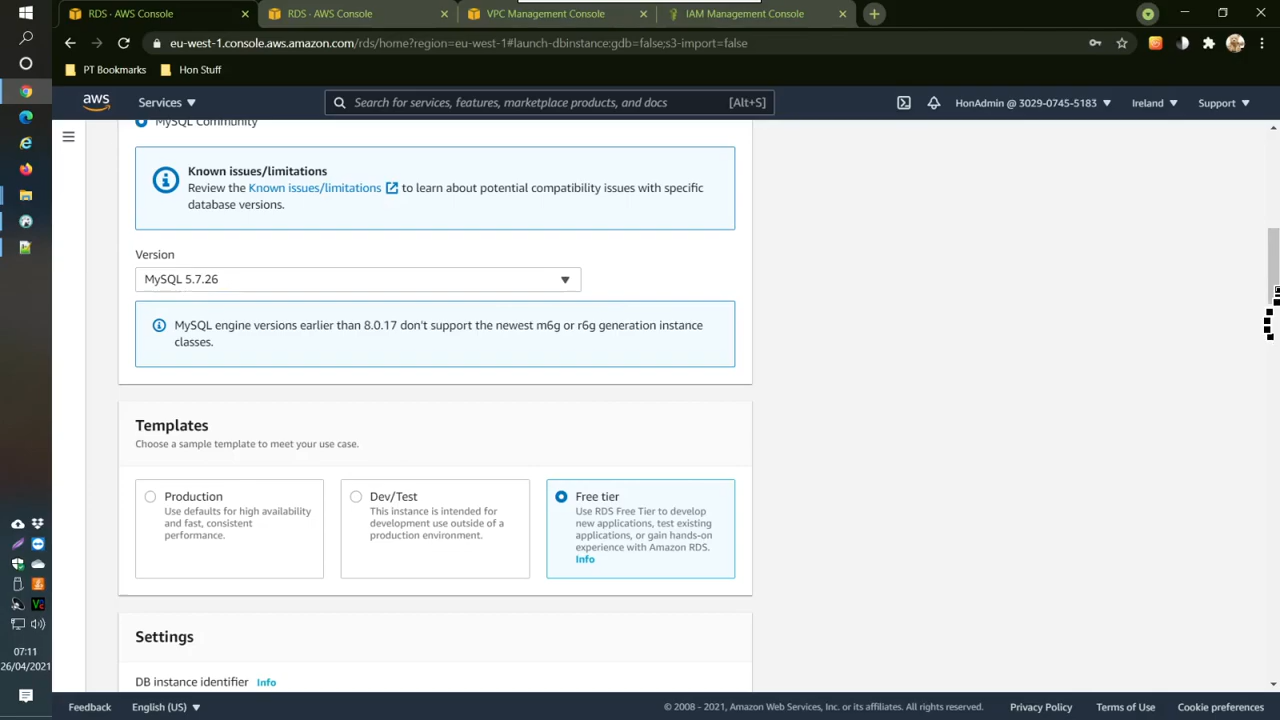 RDS - AWS Console
RDS - AWS Console
VPC Management Console
IAM Management Console
eu-west-1.console.aws.amazon.com/rds/home?region=eu-west-1#launch-dbinstance:gdb=false;s3-import=false
PT Bookmarks
Hon Stuff
aws
Services
Search for services, features, marketplace products, and docs
[Alt+S]
HonAdmin @ 3029-0745-5183
Ireland
Support
MySQL Community
Known issues/limitations
Review the Known issues/limitations to learn about potential compatibility issues with specific
database versions.
Version
MySQL 5.7.26
MySQL engine versions earlier than 8.0.17 don't support the newest m6g or r6g generation instance
classes.
Templates
Choose a sample template to meet your use case.
Production
Use defaults for high availability
and fast, consistent
performance.
Dev/Test
This instance is intended for
development use outside of a
production environment.
Free tier
Use RDS Free Tier to develop
new applications, test existing
applications, or gain hands-on
experience with Amazon RDS.
Info
Settings
DB instance identifier Info
07:11
26/04/2021
Feedback
English (US)
© 2008 - 2021, Amazon Web Services, Inc. or its affiliates. All rights reserved.
Privacy Policy
Terms of Use
Cookie preferences